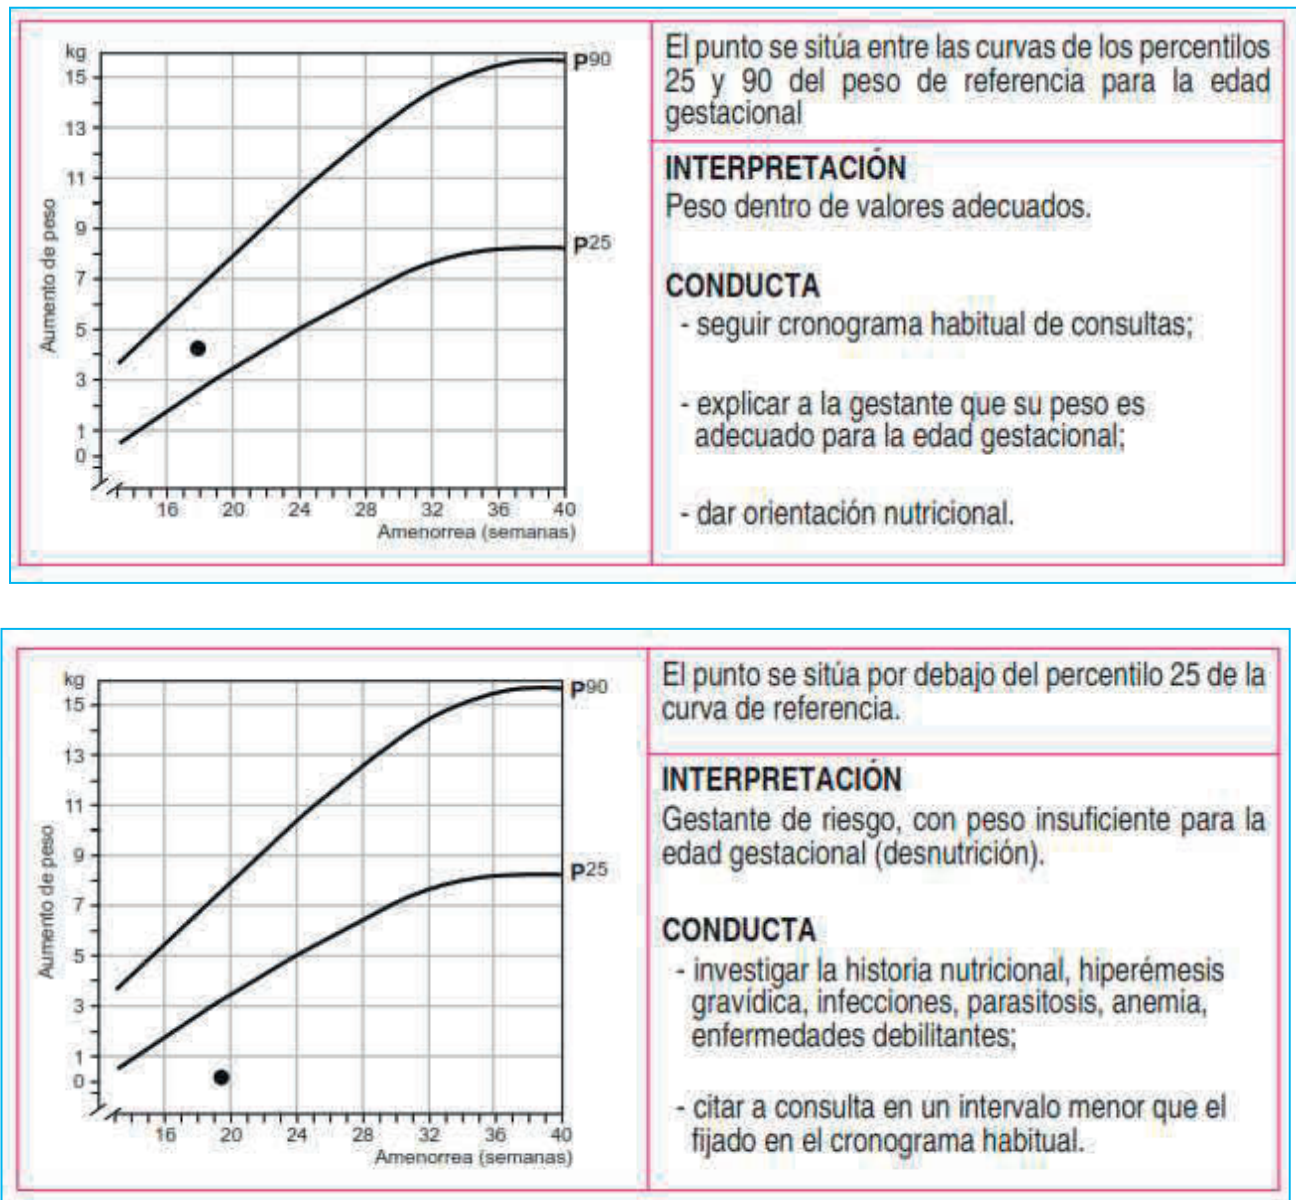 kg
15
13
11
9
7
5
3
1
0
Aumento de peso
P90
P25
16 20 24 28 32 36 40
Amenorrea (semanas)
El punto se sitúa entre las curvas de los percentilos
25 y 90 del peso de referencia para la edad
gestacional
INTERPRETACIÓN
Peso dentro de valores adecuados.
CONDUCTA
- seguir cronograma habitual de consultas;
- explicar a la gestante que su peso es
adecuado para la edad gestacional;
- dar orientación nutricional.
kg
15
13
11
9
7
5
3
1
0
Aumento de peso
P90
P25
16 20 24 28 32 36 40
Amenorrea (semanas)
El punto se sitúa por debajo del percentilo 25 de la
curva de referencia.
INTERPRETACIÓN
Gestante de riesgo, con peso insuficiente para la
edad gestacional (desnutrición).
CONDUCTA
- investigar la historia nutricional, hiperémesis
gravídica, infecciones, parasitosis, anemia,
enfermedades debilitantes;
- citar a consulta en un intervalo menor que el
fijado en el cronograma habitual.